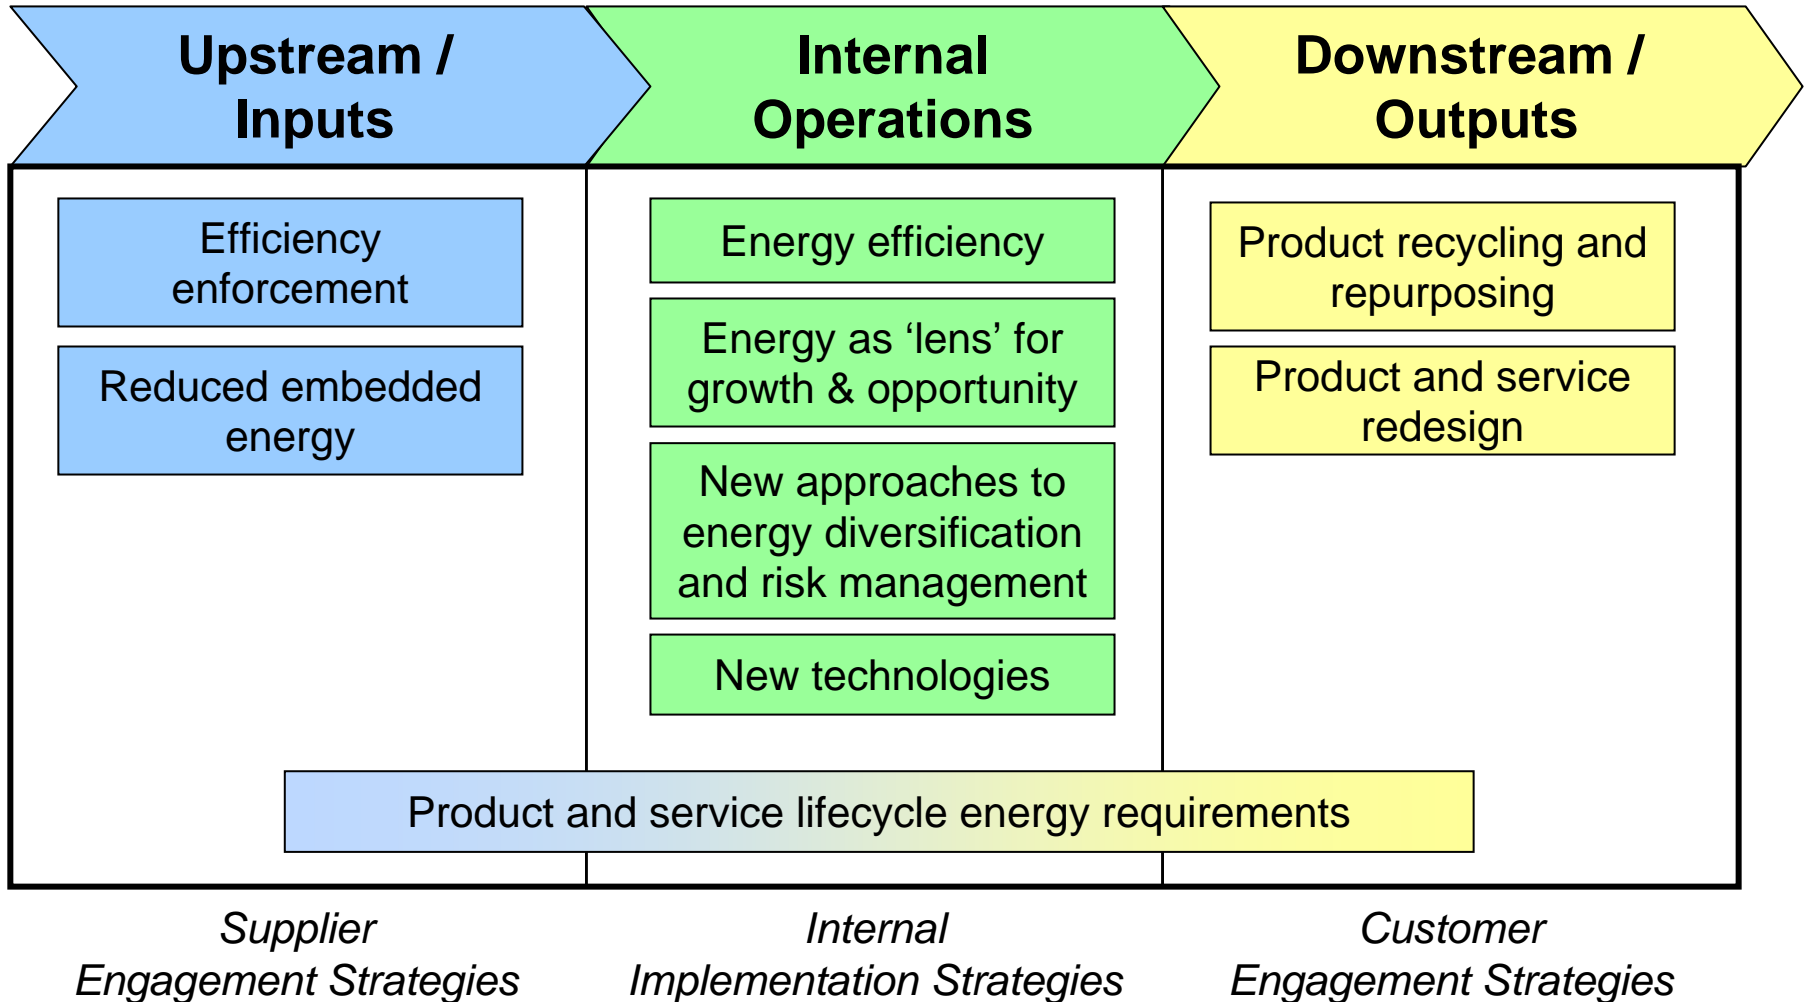 Upstream /
Inputs
Internal
Operations
Downstream /
Outputs
Efficiency
enforcement
Reduced embedded
energy
Energy efficiency
Energy as ‘lens’ for
growth & opportunity
New approaches to
energy diversification
and risk management
New technologies
Product recycling and
repurposing
Product and service
redesign
Product and service lifecycle energy requirements
Supplier
Engagement Strategies
Internal
Implementation Strategies
Customer
Engagement Strategies